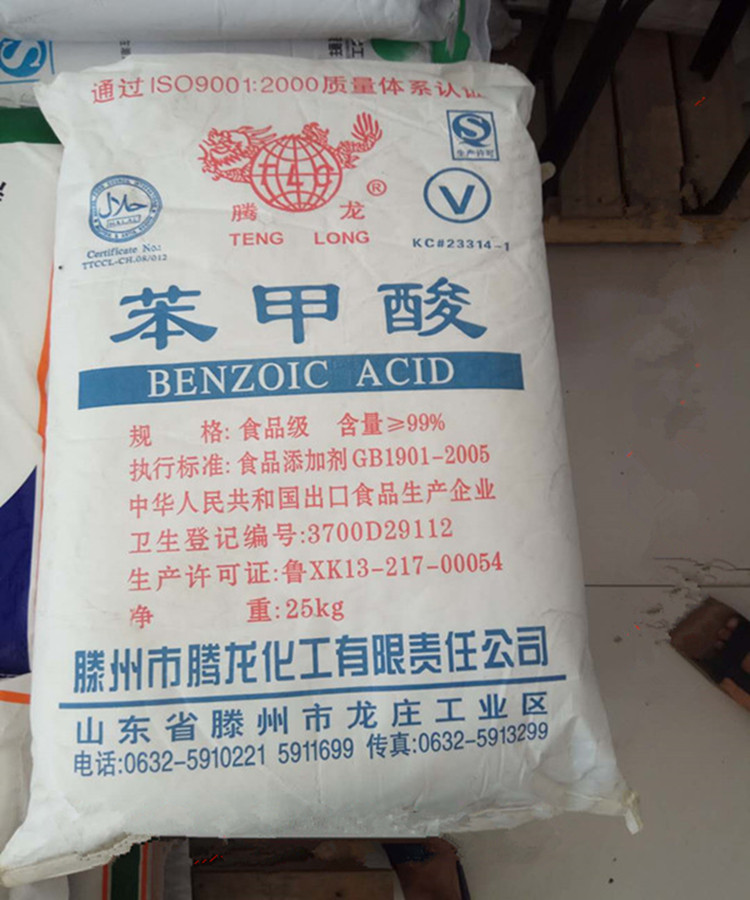 通过ISO9001:2000质量体系认证
TLC
®
腾 龙
TENG LONG
生产许可
V
KC#23314-1
حلال
HALAL
Certificate No.:
TTCCL-CH.08/012
苯甲酸
BENZOIC ACID
规 格:食品级 含量≥99%
执行标准:食品添加剂GB1901-2005
中华人民共和国出口食品生产企业
卫生登记编号:3700D29112
生产许可证:鲁XK13-217-00054
净 重:25kg
滕州市腾龙化工有限责任公司
山东省滕州市龙庄工业区
电话:0632-5910221 5911699 传真:0632-5913299